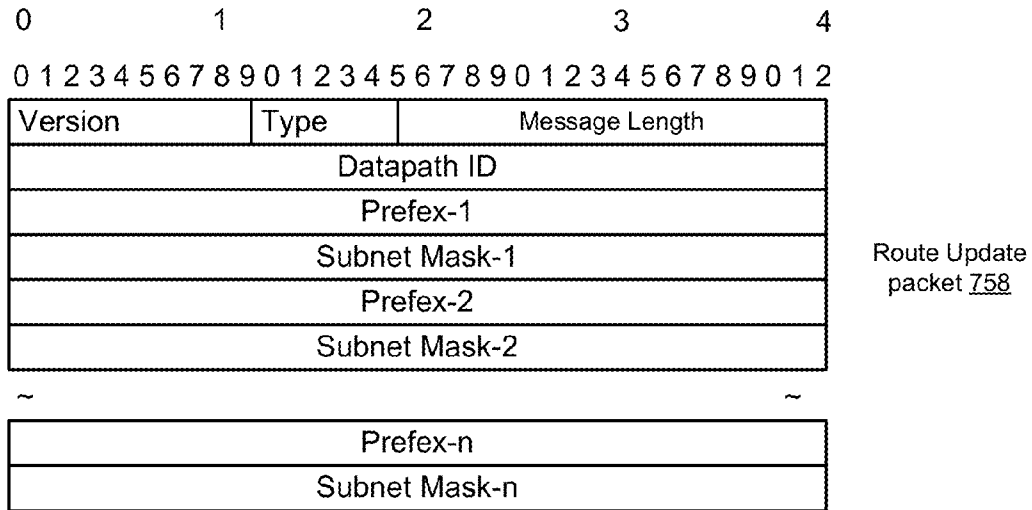 0 1 2 3 4
0 1 2 3 4 5 6 7 8 9 0 1 2 3 4 5 6 7 8 9 0 1 2 3 4 5 6 7 8 9 0 1 2
Version Type Message Length
Datapath ID
Prefex-1
Subnet Mask-1
Prefex-2
Subnet Mask-2
~ ~
Prefex-n
Subnet Mask-n
Route Update
packet 758